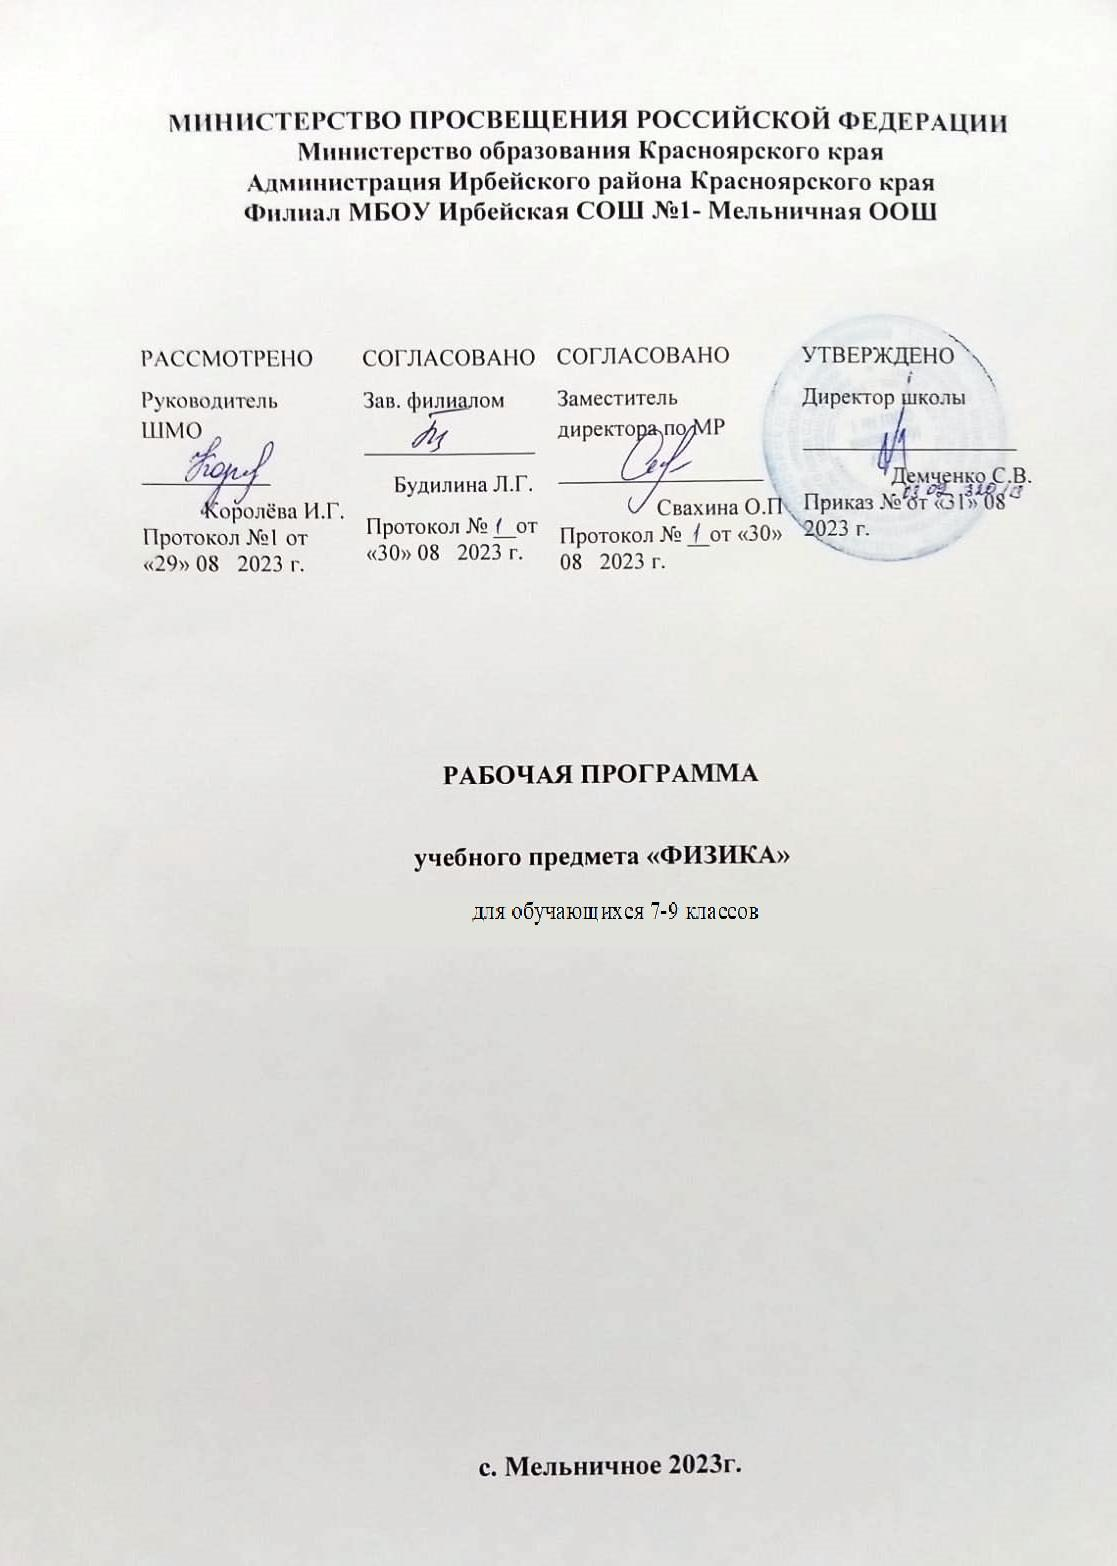 МИНИСТЕРСТВО ПРОСВЕЩЕНИЯ РОССИЙСКОЙ ФЕДЕРАЦИИ
Министерство образования Красноярского края
Администрация Ирбейского района Красноярского края
Филиал МБОУ Ирбейская СОШ №1- Мельничная ООШ
РАССМОТРЕНО
Руководитель
ШМО
Королёва И.Г.
Протокол №1 от
«29» 08 2023 г.
СОГЛАСОВАНО
Зав. филиалом
Будилина Л.Г.
Протокол № 1 от
«30» 08 2023 г.
СОГЛАСОВАНО
Заместитель
директора по МР
Свахина О.П
Протокол № 1 от «30»
08 2023 г.
УТВЕРЖДЕНО
Директор школы
Демченко С.В.
Приказ № от «31» 08
2023 г.
РАБОЧАЯ ПРОГРАММА
учебного предмета «ФИЗИКА»
для обучающихся 7-9 классов
с. Мельничное 2023г.